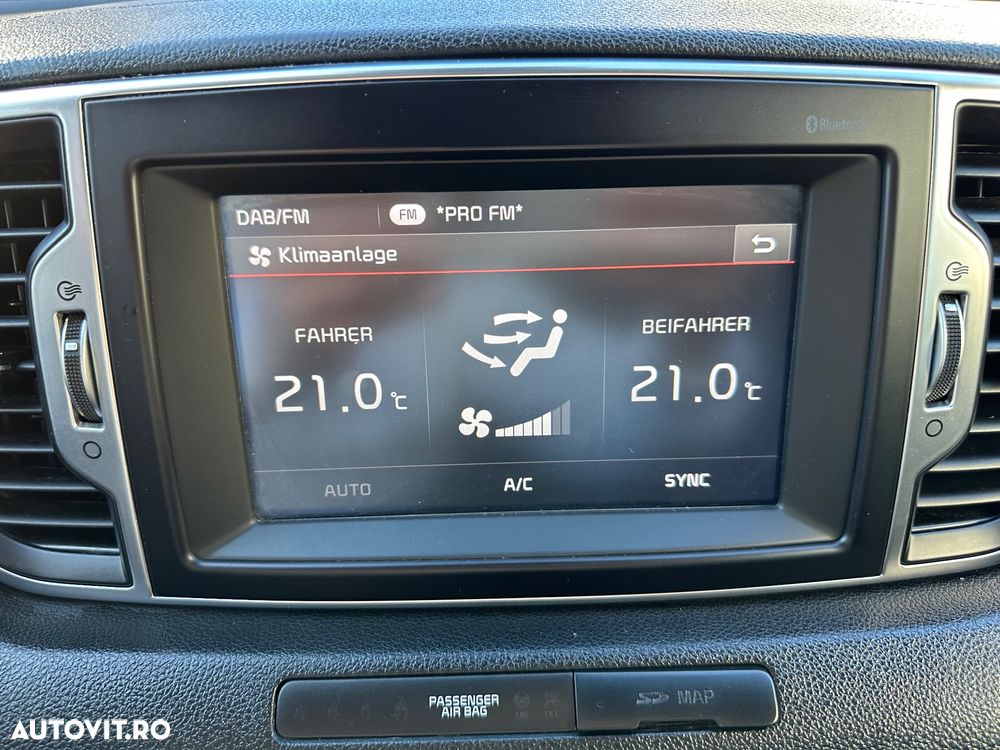 Bluetooth
DAB/FM FM *PRO FM*
Klimaanlage
FAHRER
BEIFAHRER
21.0 °C
21.0 °C
AUTO A/C SYNC
PASSENGER
AIR BAG
SD MAP
AUTOVIT.RO